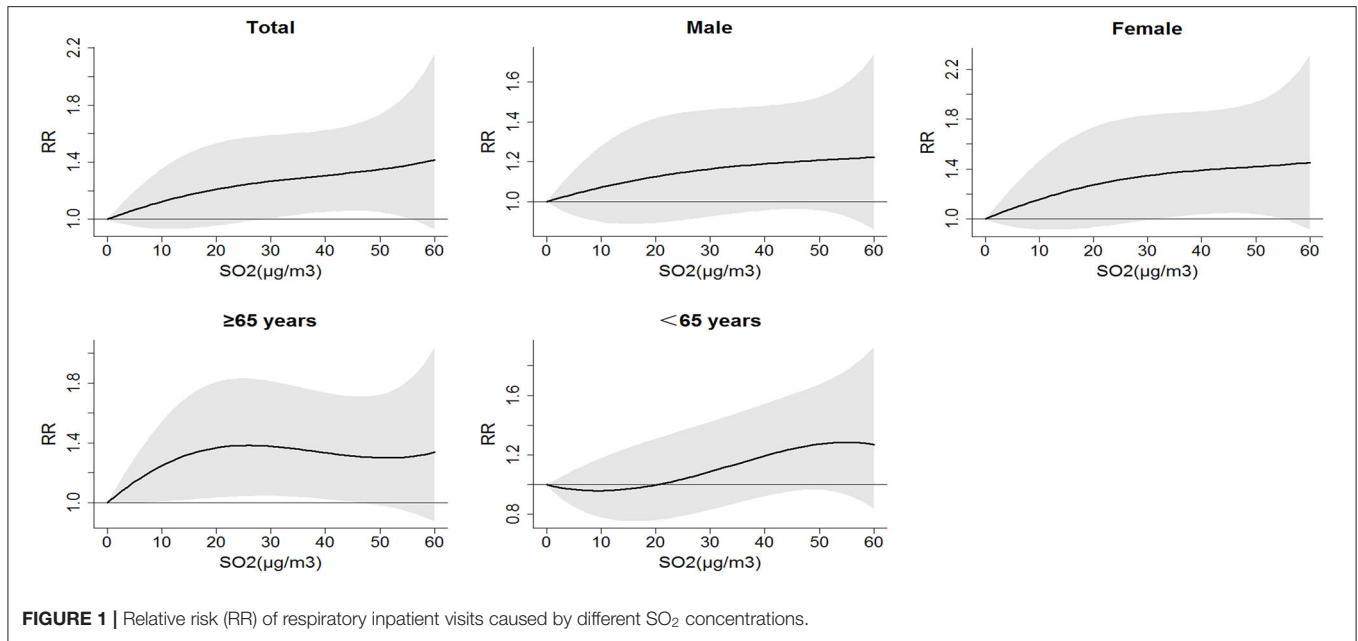 Total
RR
1.0 1.4 1.8 2.2
0 10 20 30 40 50 60
SO2(µg/m3)
Male
RR
1.0 1.2 1.4 1.6
0 10 20 30 40 50 60
SO2(µg/m3)
Female
RR
1.0 1.4 1.8 2.2
0 10 20 30 40 50 60
SO2(µg/m3)
≥65 years
RR
1.0 1.4 1.8
0 10 20 30 40 50 60
SO2(µg/m3)
<65 years
RR
0.8 1.2 1.6
0 10 20 30 40 50 60
SO2(µg/m3)
FIGURE 1 | Relative risk (RR) of respiratory inpatient visits caused by different SO₂ concentrations.